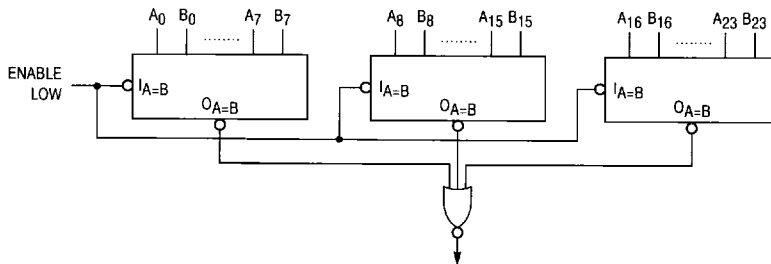 A0 B0 ........ A7 B7
A8 B8 ........ A15 B15
A16 B16 ........ A23 B23
ENABLE
LOW
IA=B
OA=B
IA=B
OA=B
IA=B
OA=B